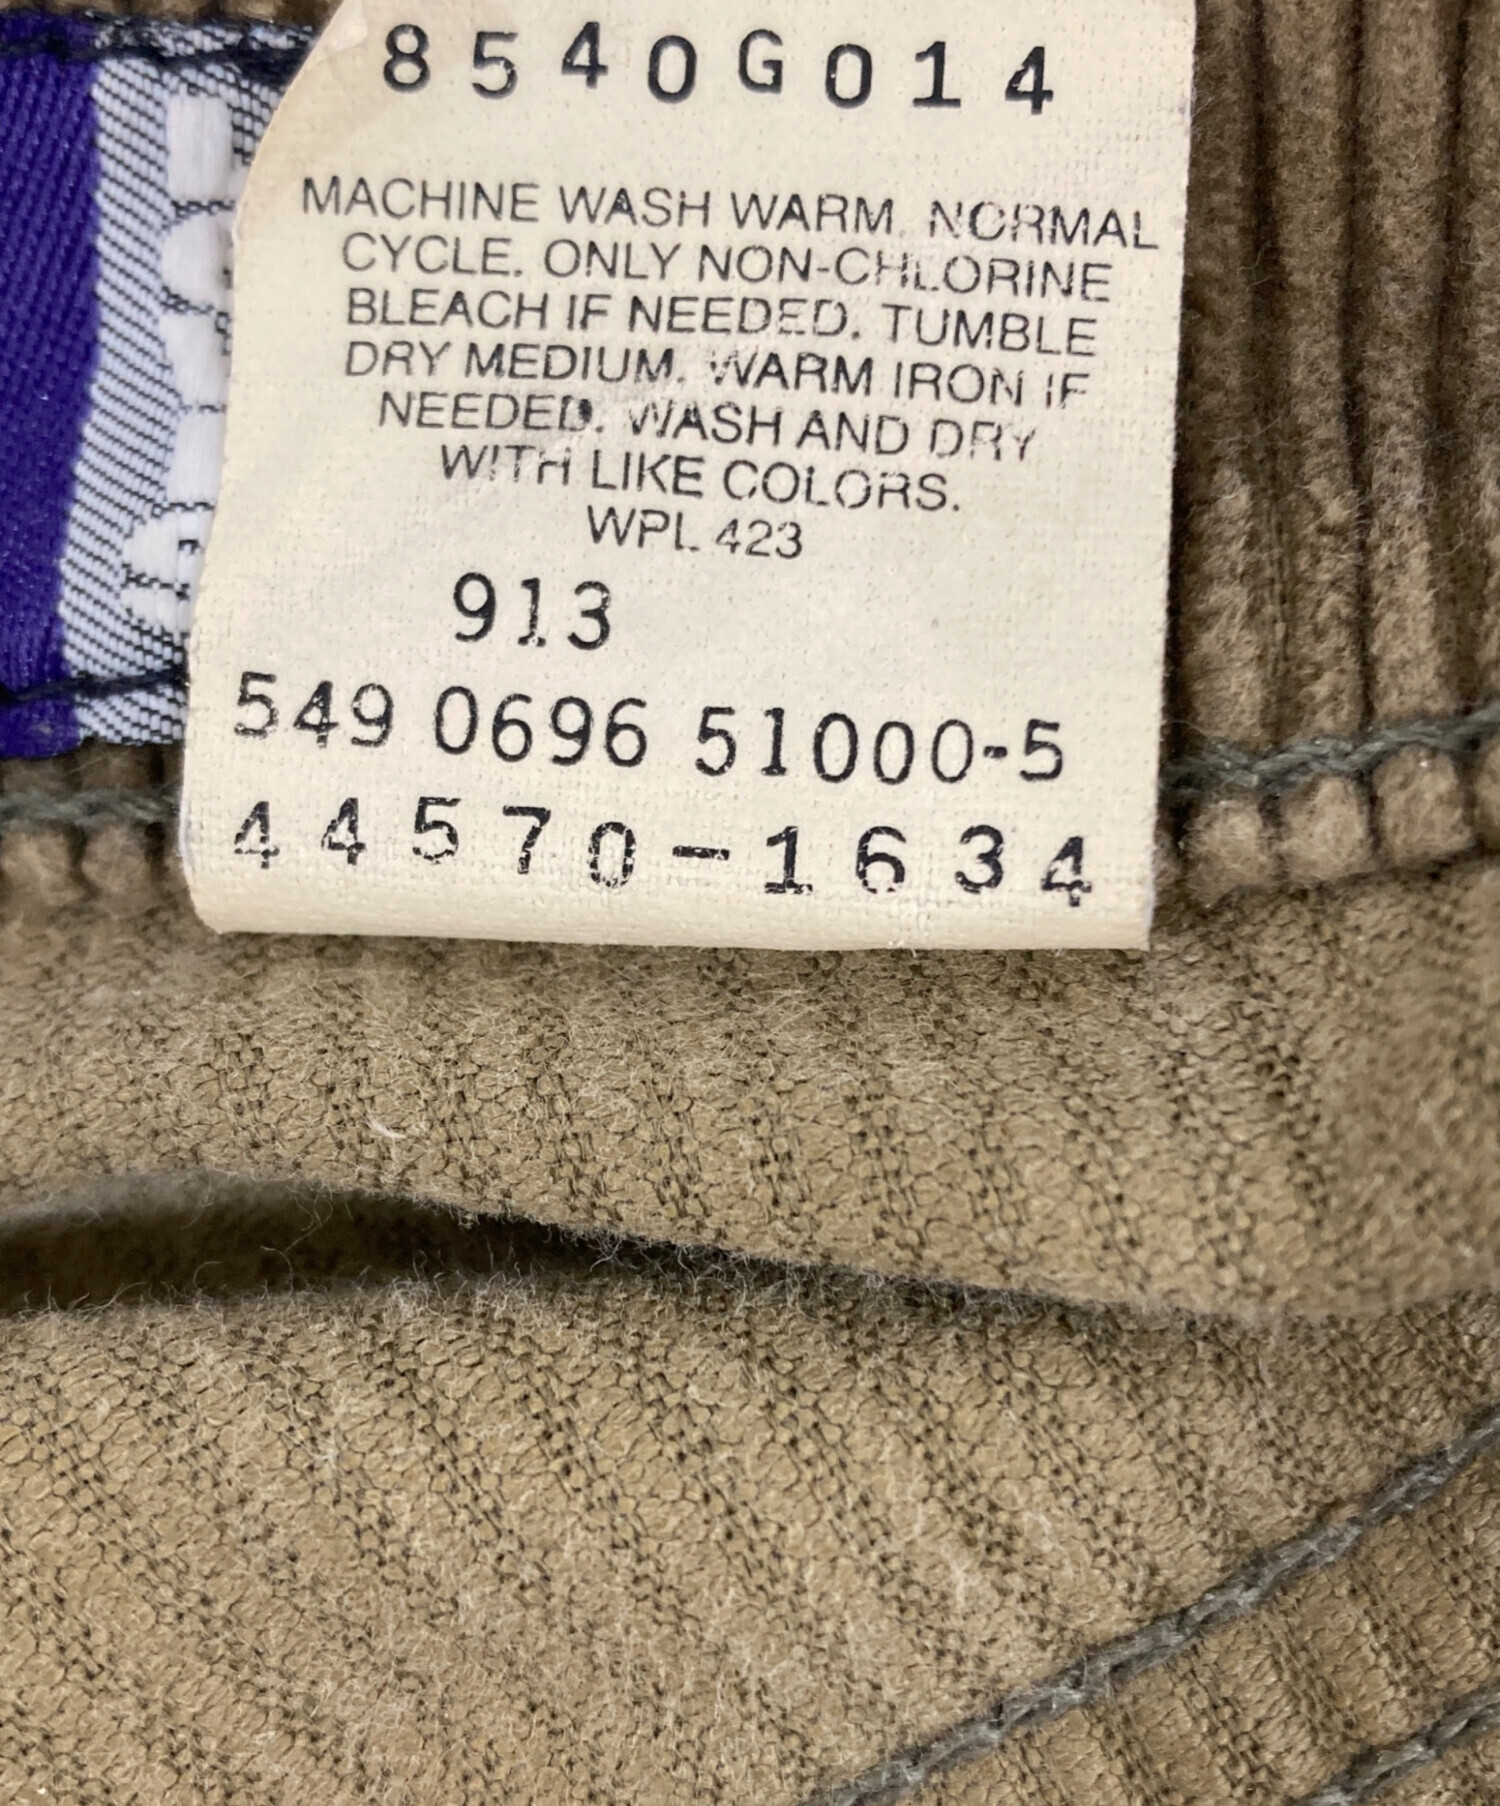 8540G014
MACHINE WASH WARM. NORMAL
CYCLE. ONLY NON-CHLORINE
BLEACH IF NEEDED. TUMBLE
DRY MEDIUM. WARM IRON IF
NEEDED. WASH AND DRY
WITH LIKE COLORS.
WPL 423
913
549 0696 51000-5
44570-1634